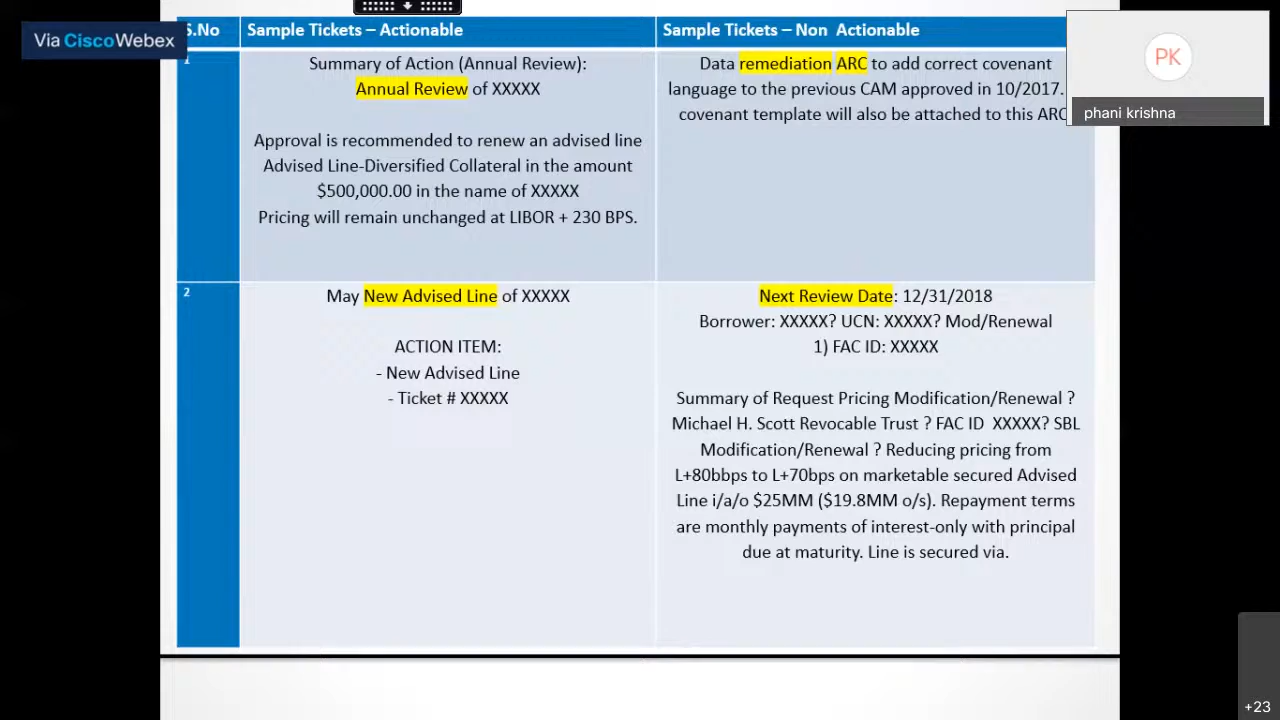 Via CiscoWebex
S.No
Sample Tickets – Actionable
Sample Tickets – Non Actionable
1
Summary of Action (Annual Review):
Annual Review of XXXXX
Approval is recommended to renew an advised line
Advised Line-Diversified Collateral in the amount
$500,000.00 in the name of XXXXX
Pricing will remain unchanged at LIBOR + 230 BPS.
Data remediation ARC to add correct covenant
language to the previous CAM approved in 10/2017.
covenant template will also be attached to this ARC
2
May New Advised Line of XXXXX
ACTION ITEM:
- New Advised Line
- Ticket # XXXXX
Next Review Date: 12/31/2018
Borrower: XXXXX? UCN: XXXXX? Mod/Renewal
1) FAC ID: XXXXX
Summary of Request Pricing Modification/Renewal ?
Michael H. Scott Revocable Trust ? FAC ID XXXXX? SBL
Modification/Renewal ? Reducing pricing from
L+80bbps to L+70bps on marketable secured Advised
Line i/a/o $25MM ($19.8MM o/s). Repayment terms
are monthly payments of interest-only with principal
due at maturity. Line is secured via.
PK
phani krishna
+23